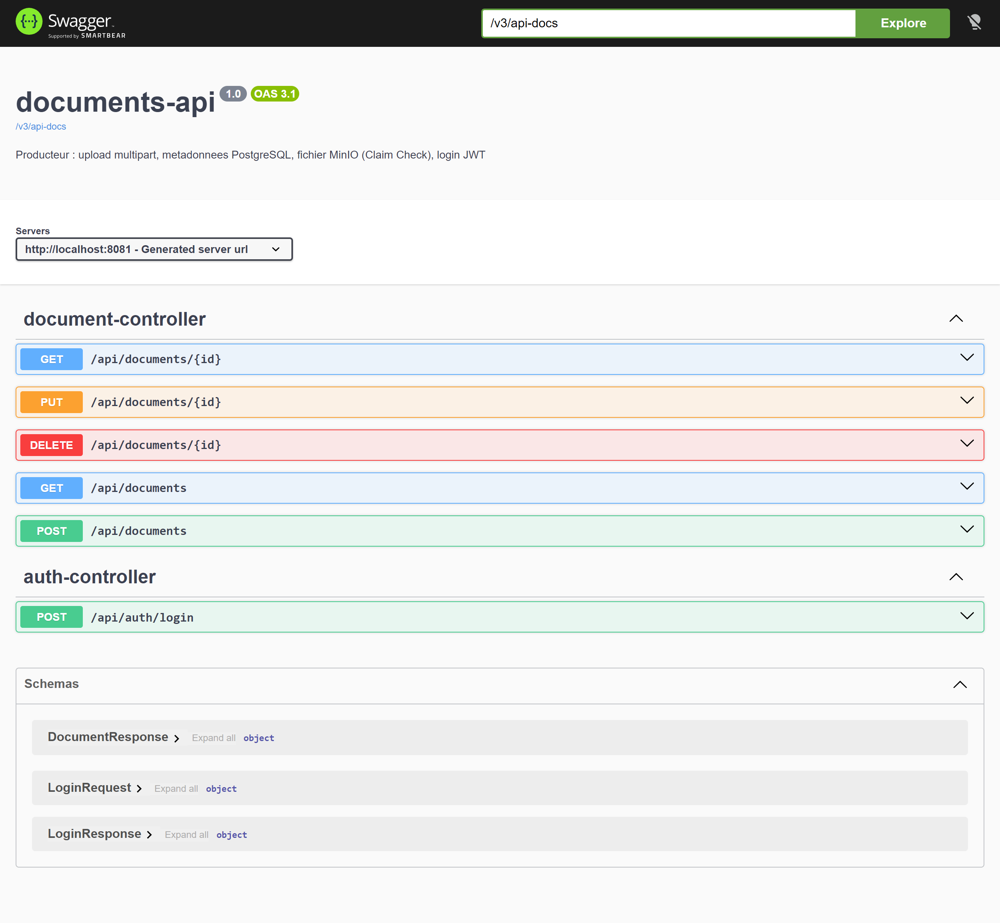 Swagger
Supported by SMARTBEAR
/v3/api-docs
Explore
documents-api 1.0 OAS 3.1
/v3/api-docs
Producteur : upload multipart, metadonnees PostgreSQL, fichier MinIO (Claim Check), login JWT
Servers
http://localhost:8081 - Generated server url
document-controller
GET /api/documents/{id}
PUT /api/documents/{id}
DELETE /api/documents/{id}
GET /api/documents
POST /api/documents
auth-controller
POST /api/auth/login
Schemas
DocumentResponse Expand all object
LoginRequest Expand all object
LoginResponse Expand all object